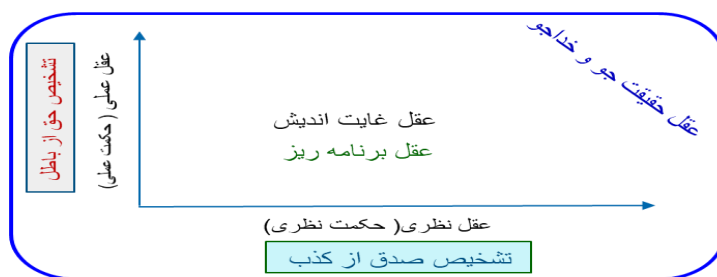 عقل حقیقت جو و خداجو
تشخیص حق از باطل
عقل عملی ( حکمت عملی)
عقل غایت اندیش
عقل برنامه ریز
عقل نظری( حکمت نظری)
تشخیص صدق از کذب